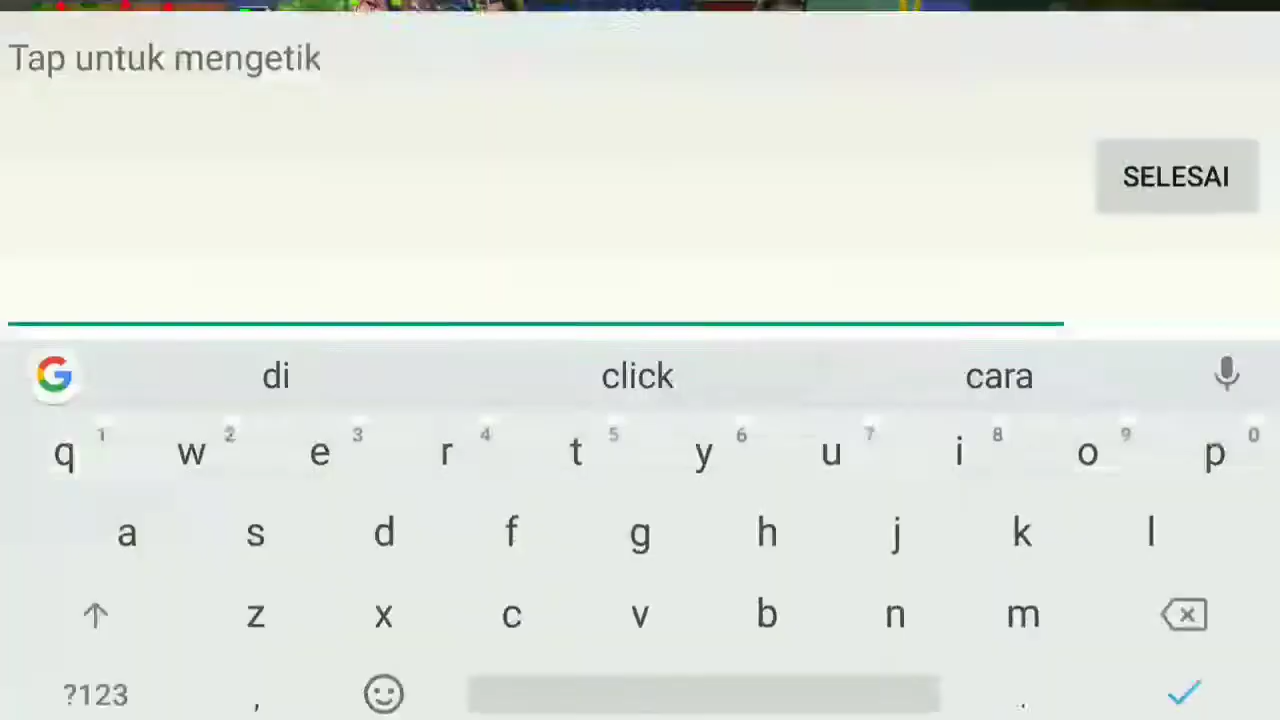 Tap untuk mengetik
SELESAI
G di click cara
q 1 w 2 e 3 r 4 t 5 y 6 u 7 i 8 o 9 p 0
a s d f g h j k l
z x c v b n m
?123 , .